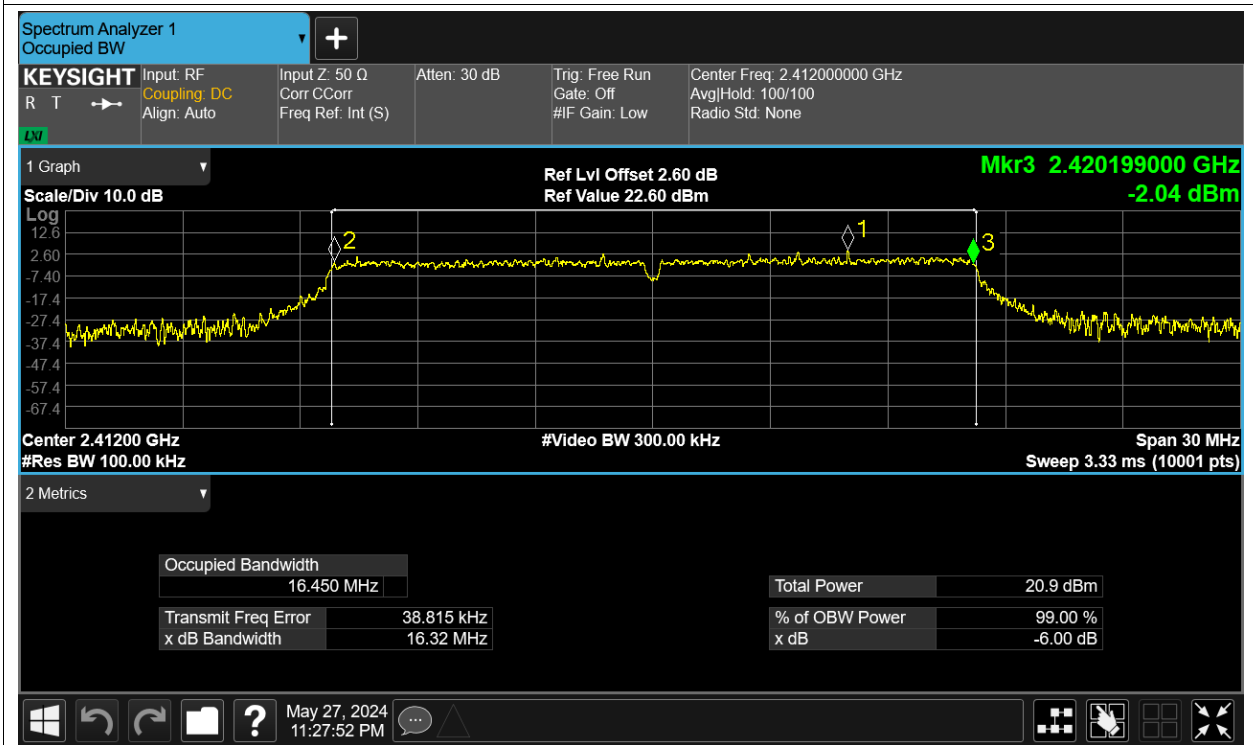 Spectrum Analyzer 1
Occupied BW
KEYSIGHT
R T
LXI
Input: RF
Coupling: DC
Align: Auto
Input Z: 50 Ω
Corr CCorr
Freq Ref: Int (S)
Atten: 30 dB
Trig: Free Run
Gate: Off
#IF Gain: Low
Center Freq: 2.412000000 GHz
Avg|Hold: 100/100
Radio Std: None
1 Graph
Scale/Div 10.0 dB
Ref Lvl Offset 2.60 dB
Ref Value 22.60 dBm
Mkr3 2.420199000 GHz
-2.04 dBm
Log
12.6
2.60
-7.40
-17.4
-27.4
-37.4
-47.4
-57.4
-67.4
2
1
3
Center 2.41200 GHz
#Res BW 100.00 kHz
#Video BW 300.00 kHz
Span 30 MHz
Sweep 3.33 ms (10001 pts)
2 Metrics
Occupied Bandwidth
16.450 MHz
Transmit Freq Error 38.815 kHz
x dB Bandwidth 16.32 MHz
Total Power 20.9 dBm
% of OBW Power 99.00 %
x dB -6.00 dB
?
May 27, 2024
11:27:52 PM